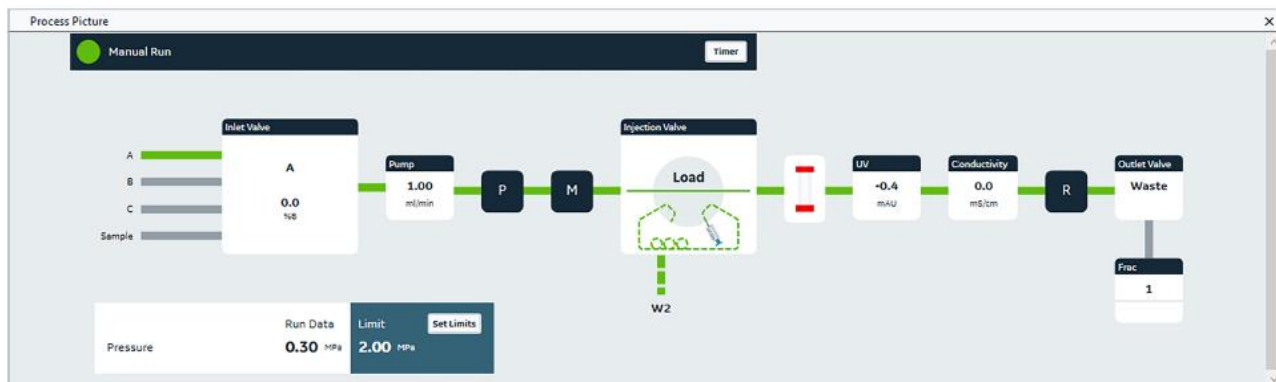 Process Picture
Manual Run
Timer
Inlet Valve
A
B
C
Sample
A
0.0
%B
Pump
1.00
ml/min
P
M
Injection Valve
Load
W2
UV
-0.4
mAU
Conductivity
0.0
mS/cm
R
Outlet Valve
Waste
Frac
1
Run Data
Limit
Set Limits
Pressure
0.30 MPa
2.00 MPa